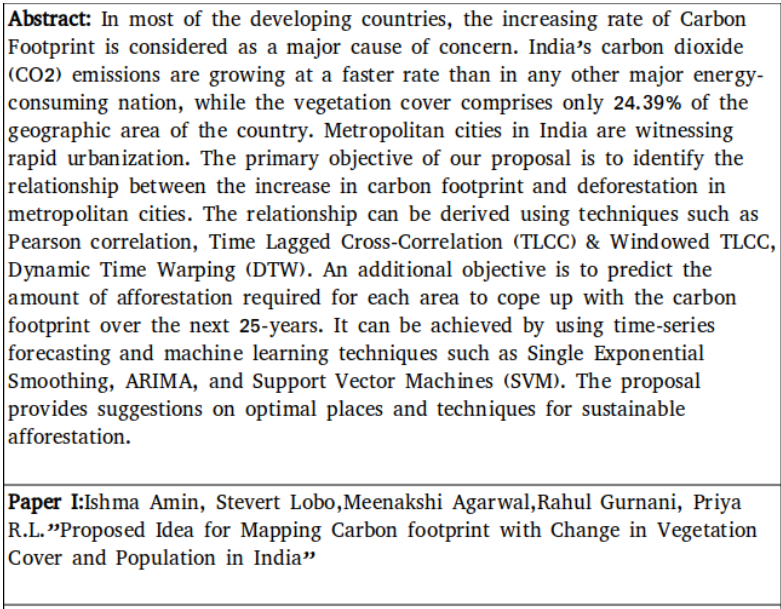 Abstract: In most of the developing countries, the increasing rate of Carbon
Footprint is considered as a major cause of concern. India’s carbon dioxide
(CO2) emissions are growing at a faster rate than in any other major energy-
consuming nation, while the vegetation cover comprises only 24.39% of the
geographic area of the country. Metropolitan cities in India are witnessing
rapid urbanization. The primary objective of our proposal is to identify the
relationship between the increase in carbon footprint and deforestation in
metropolitan cities. The relationship can be derived using techniques such as
Pearson correlation, Time Lagged Cross-Correlation (TLCC) & Windowed TLCC,
Dynamic Time Warping (DTW). An additional objective is to predict the
amount of afforestation required for each area to cope up with the carbon
footprint over the next 25-years. It can be achieved by using time-series
forecasting and machine learning techniques such as Single Exponential
Smoothing, ARIMA, and Support Vector Machines (SVM). The proposal
provides suggestions on optimal places and techniques for sustainable
afforestation.
Paper I:Ishma Amin, Stevert Lobo,Meenakshi Agarwal,Rahul Gurnani, Priya
R.L.”Proposed Idea for Mapping Carbon footprint with Change in Vegetation
Cover and Population in India”